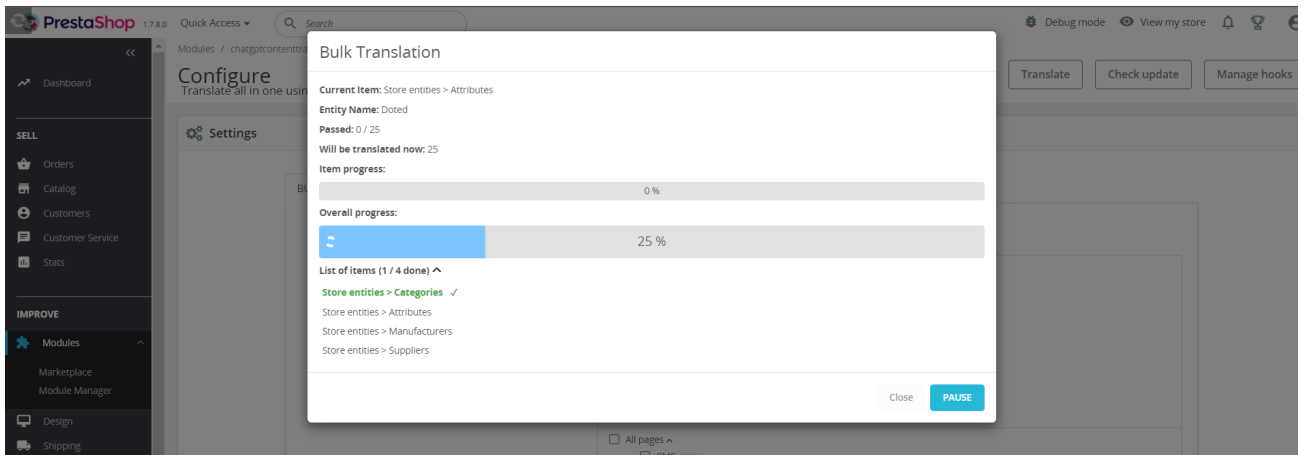 PrestaShop 1.7.8.0 Quick Access Search Debug mode View my store
Modules / chatgptcontenttra
Configure
Translate all in one usin
Translate Check update Manage hooks
Dashboard
SELL
Orders
Catalog
Customers
Customer Service
Stats
IMPROVE
Modules
Marketplace
Module Manager
Design
Shipping
Settings
BU
Bulk Translation
Current Item: Store entities > Attributes
Entity Name: Doted
Passed: 0 / 25
Will be translated now: 25
Item progress:
0 %
Overall progress:
25 %
List of items (1 / 4 done)
Store entities > Categories ✓
Store entities > Attributes
Store entities > Manufacturers
Store entities > Suppliers
Close PAUSE
All pages